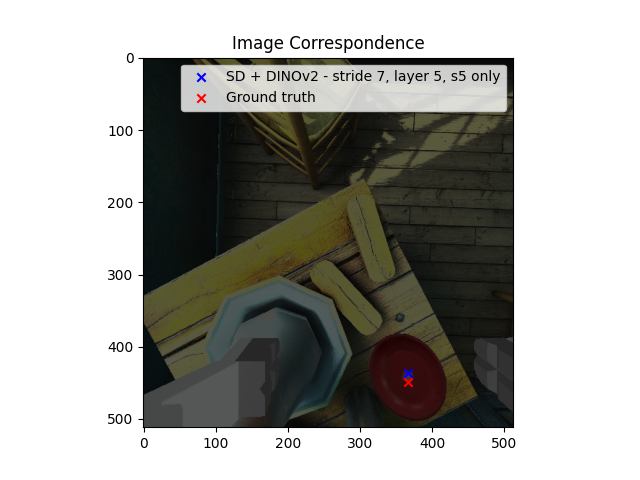 Image Correspondence
SD + DINOv2 - stride 7, layer 5, s5 only
Ground truth
0
100
200
300
400
500
0 100 200 300 400 500